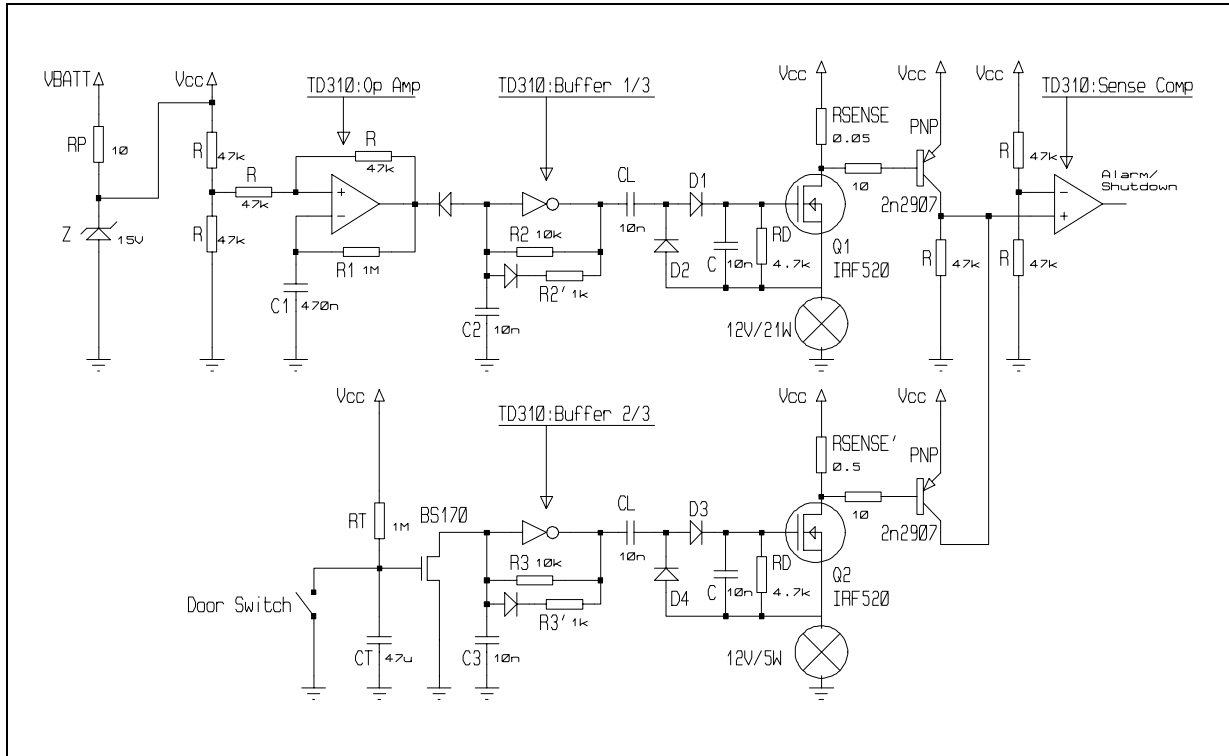 VBATT
RP
10
Z
15V
Vcc
R
47k
R
47k
R
47k
TD310:Op Amp
R
47k
+
-
R1 1M
C1 470n
TD310:Buffer 1/3
R2 10k
R2' 1k
C2 10n
CL
10n
D1
D2
C 10n
RD
4.7k
Vcc
RSENSE
0.05
Q1
IRF520
12V/21W
10
Vcc
PNP
2n2907
R
47k
Vcc
R
47k
R
47k
TD310:Sense Comp
-
+
Alarm/
Shutdown
Vcc
RT
1M
BS170
Door Switch
CT 47u
TD310:Buffer 2/3
R3 10k
R3' 1k
C3 10n
CL
10n
D3
D4
C 10n
RD
4.7k
Vcc
RSENSE'
0.5
Q2
IRF520
12V/5W
10
Vcc
PNP
2n2907